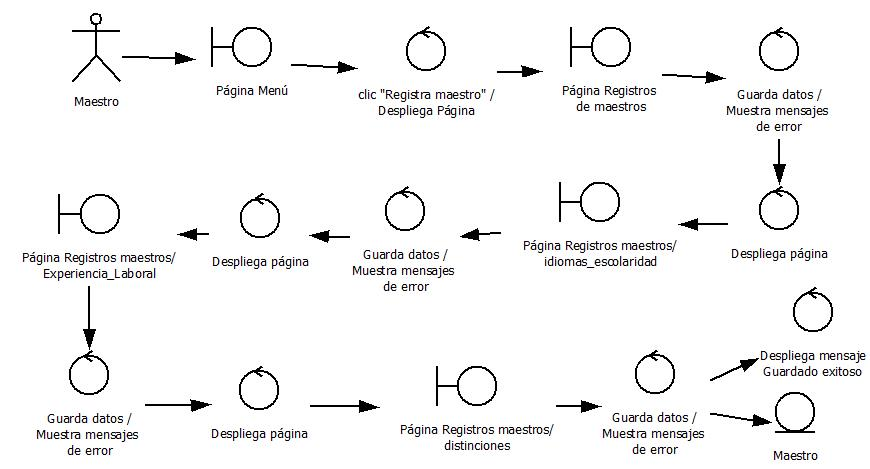 Maestro
Página Menú
clic "Registra maestro" /
Despliega Página
Página Registros
de maestros
Guarda datos /
Muestra mensajes
de error
Página Registros maestros/
Experiencia_Laboral
Despliega página
Guarda datos /
Muestra mensajes
de error
Página Registros maestros/
idiomas_escolaridad
Despliega página
Despliega mensaje
Guardado exitoso
Guarda datos /
Muestra mensajes
de error
Despliega página
Página Registros maestros/
distinciones
Guarda datos /
Muestra mensajes
de error
Maestro